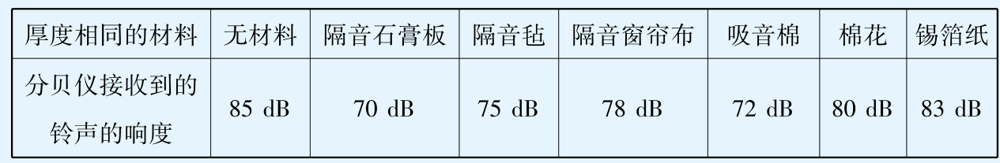 厚度相同的材料 无材料 隔音石膏板 隔音毡 隔音窗帘布 吸音棉 棉花 锡箔纸
分贝仪接收到的
铃声的响度 85 dB 70 dB 75 dB 78 dB 72 dB 80 dB 83 dB